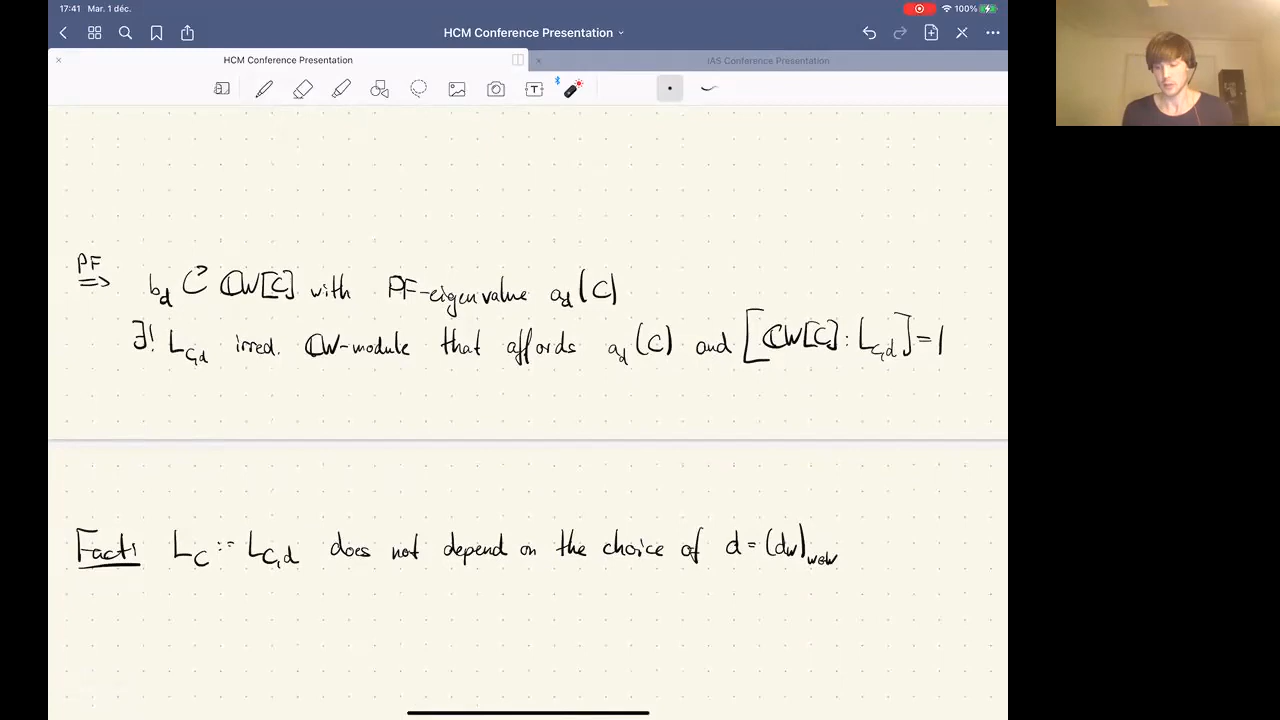 17:41 Mar. 1 déc.
100%
HCM Conference Presentation
HCM Conference Presentation
IAS Conference Presentation
T
PF
⇒ b_d ↻ ℂW[C] with PF-eigenvalue a_d(C)
∃! L_{C,d} irred. ℂW-module that affords a_d(C) and [ℂW[C] : L_{C,d}] = 1
Fact: L_C := L_{C,d} does not depend on the choice of d = (d_w)_{w∈W}